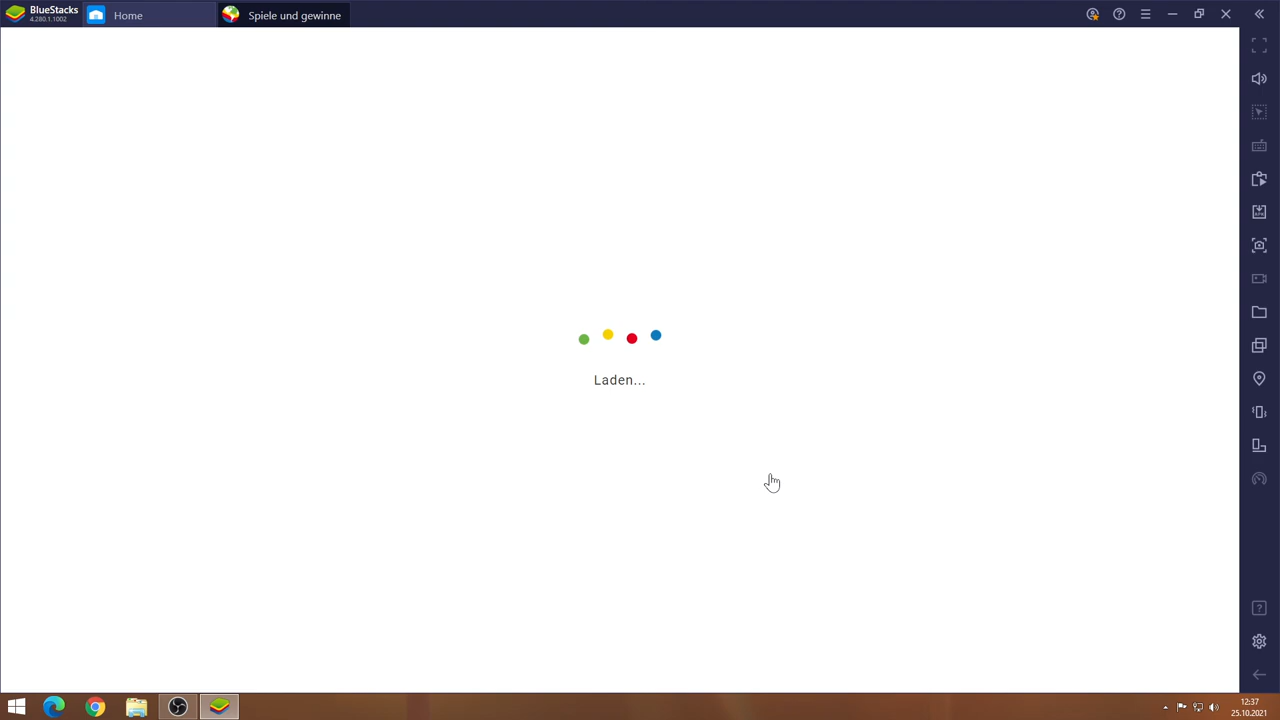 BlueStacks
4.280.1.1002
Home
Spiele und gewinne
Laden...
12:37
25.10.2021